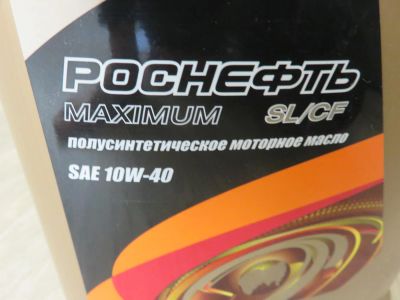 РОСНЕФТЬ
MAXIMUM SL/CF
полусинтетическое моторное масло
SAE 10W-40